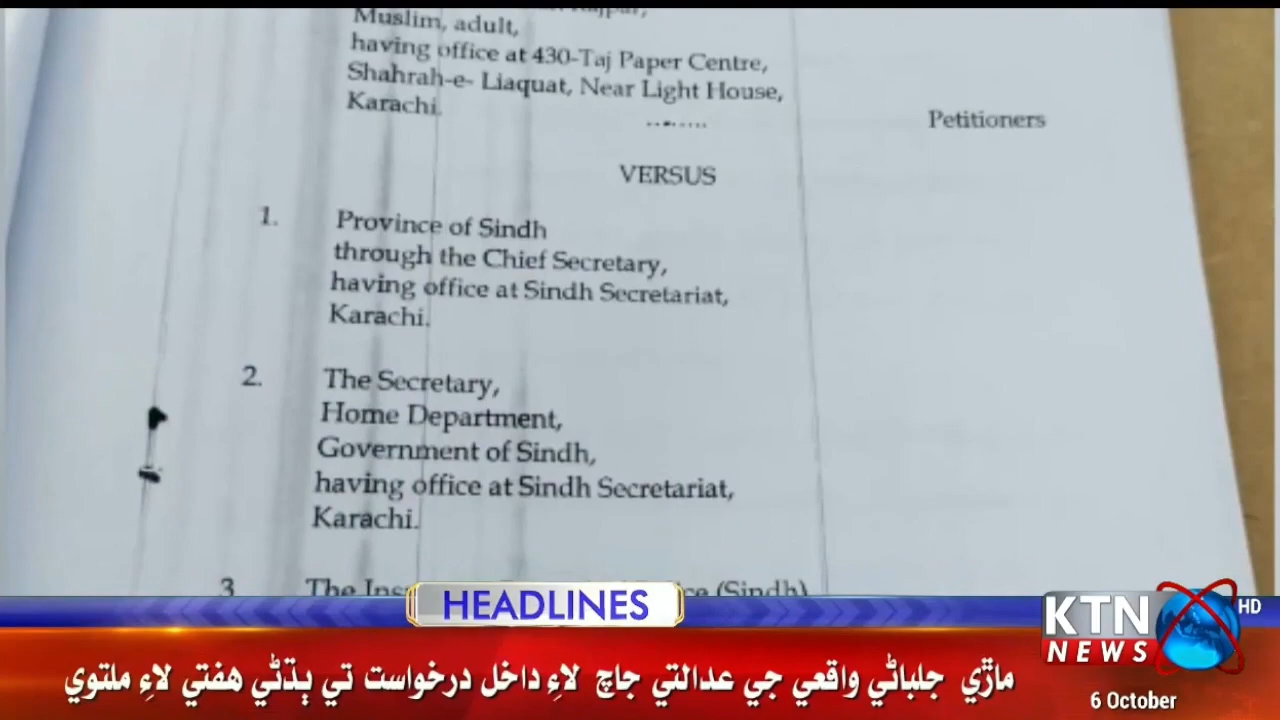 Muslim, adult,
having office at 430-Taj Paper Centre,
Shahrah-e- Liaquat, Near Light House,
Karachi.
.........
Petitioners
VERSUS
1. Province of Sindh
through the Chief Secretary,
having office at Sindh Secretariat,
Karachi.
2. The Secretary,
Home Department,
Government of Sindh,
having office at Sindh Secretariat,
Karachi.
3 The (Sindh)
HEADLINES
KTN HD
NEWS
ماڙي جلباڻي واقعي جي عدالتي جاچ لاءِ داخل درخواست تي ٻڌڻي هفتي لاءِ ملتوي
6 October